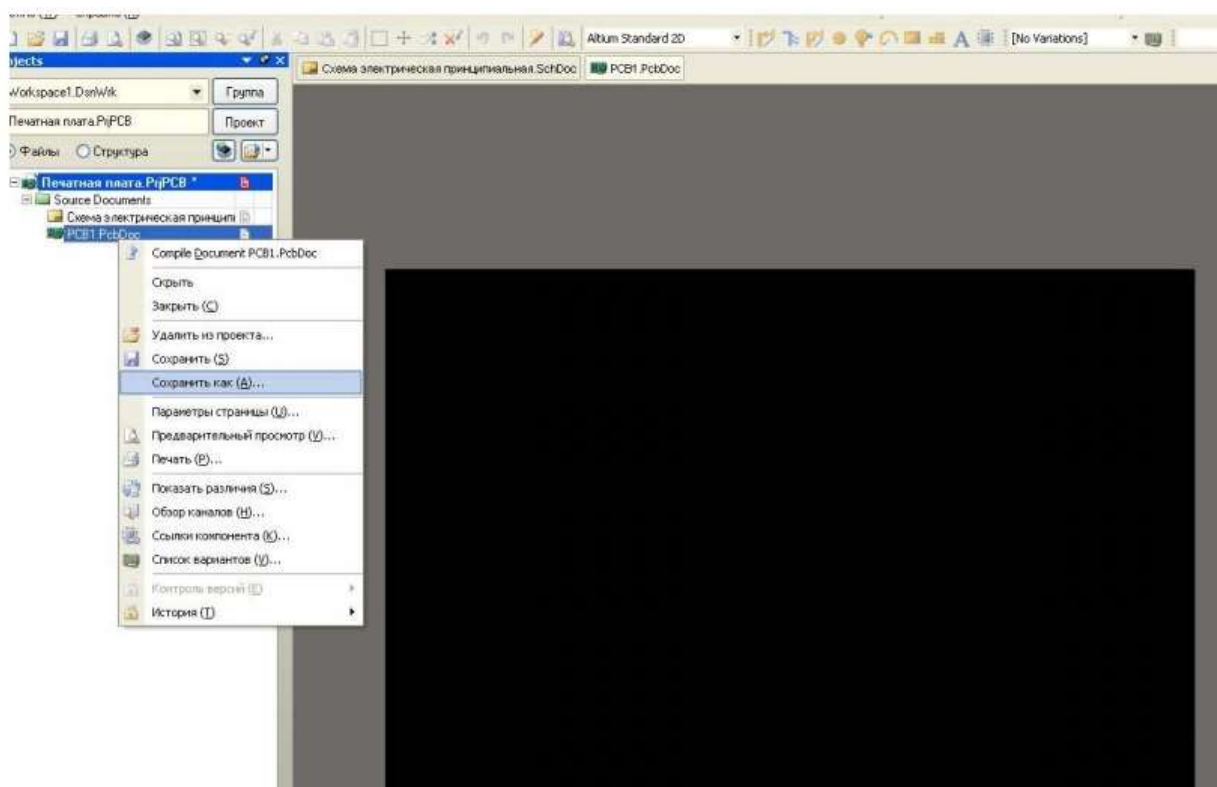 Altium Standard 2D [No Variations]
jects
Схема электрическая принципиальная.SchDoc PCB1.PcbDoc
Workspace1.DsnWrk Группа
Печатная плата.PrjPCB Проект
Файлы Структура
Печатная плата.PrjPCB *
Source Documents
Схема электрическая принципі
PCB1.PcbDoc
Compile Document PCB1.PcbDoc
Скрыть
Закрыть (C)
Удалить из проекта...
Сохранить (S)
Сохранить как (A)...
Параметры страницы (U)...
Предварительный просмотр (V)...
Печать (P)...
Показать различия (S)...
Обзор каналов (H)...
Ссылки компонента (K)...
Список вариантов (V)...
Контроль версий (E)
История (T)